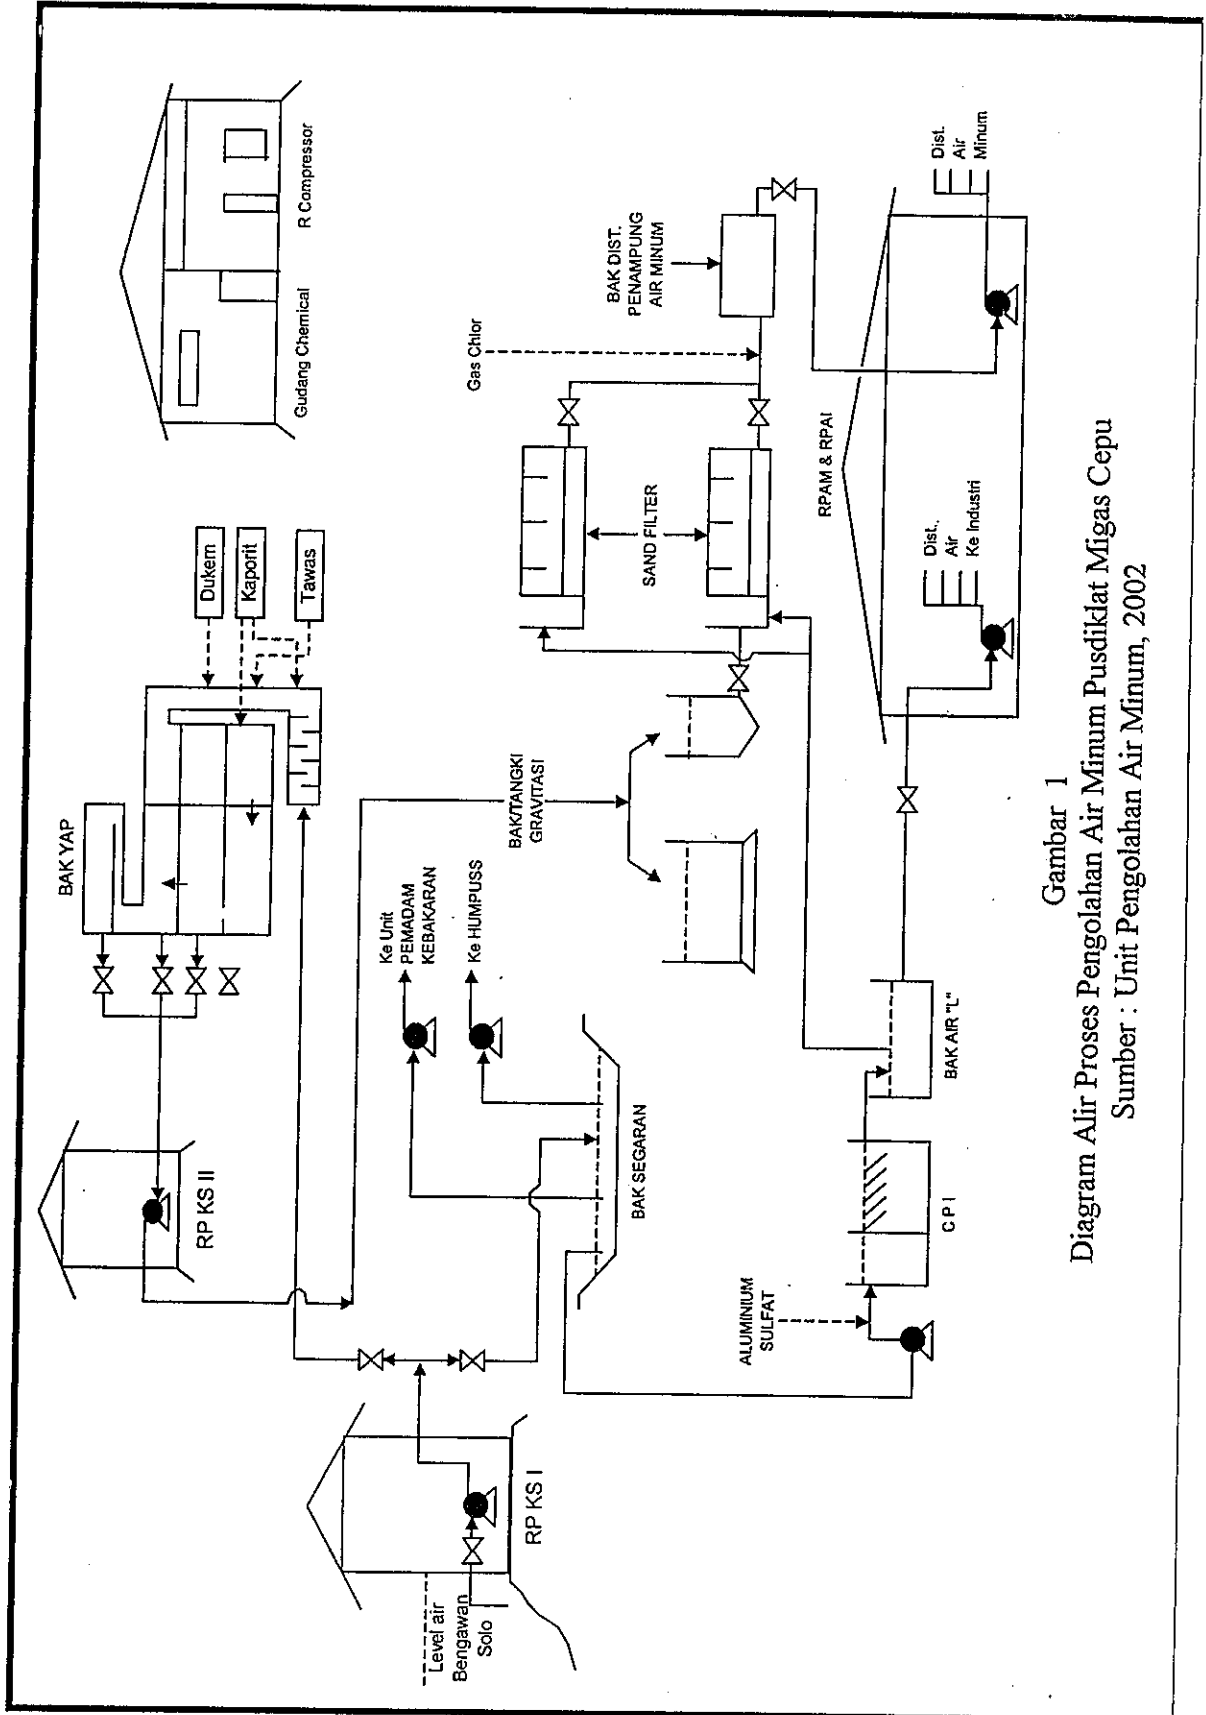 Gudang Chemical
R Compressor
BAK YAP
Dukem
Kaporit
Tawas
RP KS II
Ke Unit
PEMADAM
KEBAKARAN
Ke HUMPUSS
Gas Chlor
BAK DIST.
PENAMPUNG
AIR MINUM
BAK/TANGKI
GRAVITASI
SAND FILTER
Level air
Bengawan
Solo
RP KS I
BAK SEGARAN
ALUMINIUM
SULFAT
C P I
BAK AIR "L"
RPAM & RPAI
Dist..
Air
Ke Industri
Dist.
Air
Minum
Gambar 1
Diagram Alir Proses Pengolahan Air Minum Pusdiklat Migas Cepu
Sumber : Unit Pengolahan Air Minum, 2002